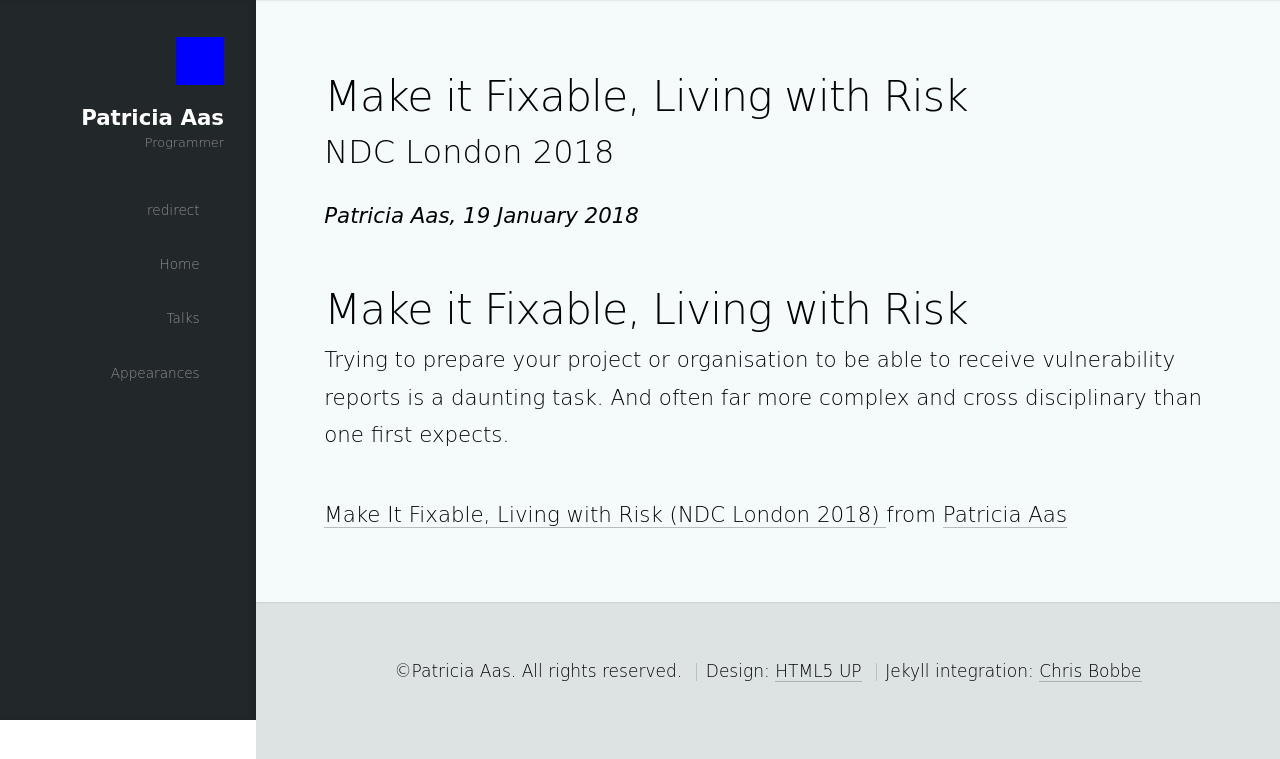 Patricia Aas
Programmer
redirect
Home
Talks
Appearances
Make it Fixable, Living with Risk
NDC London 2018
Patricia Aas, 19 January 2018
Make it Fixable, Living with Risk
Trying to prepare your project or organisation to be able to receive vulnerability
reports is a daunting task. And often far more complex and cross disciplinary than
one first expects.
Make It Fixable, Living with Risk (NDC London 2018) from Patricia Aas
©Patricia Aas. All rights reserved. Design: HTML5 UP Jekyll integration: Chris Bobbe